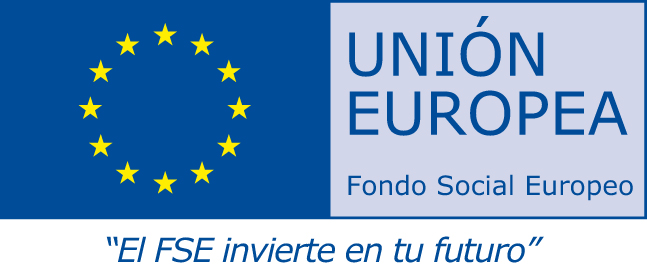 UNIÓN
EUROPEA
Fondo Social Europeo
“El FSE invierte en tu futuro”